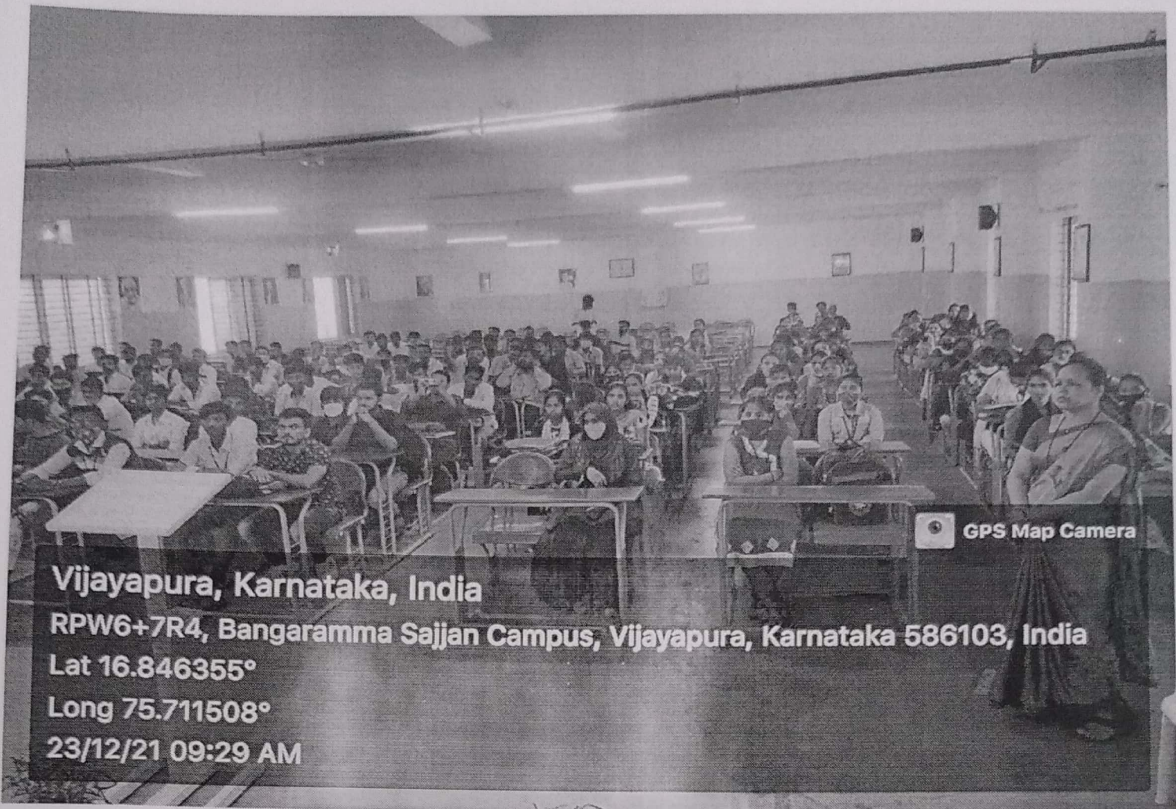 GPS Map Camera
Vijayapura, Karnataka, India
RPW6+7R4, Bangaramma Sajjan Campus, Vijayapura, Karnataka 586103, India
Lat 16.846355°
Long 75.711508°
23/12/21 09:29 AM